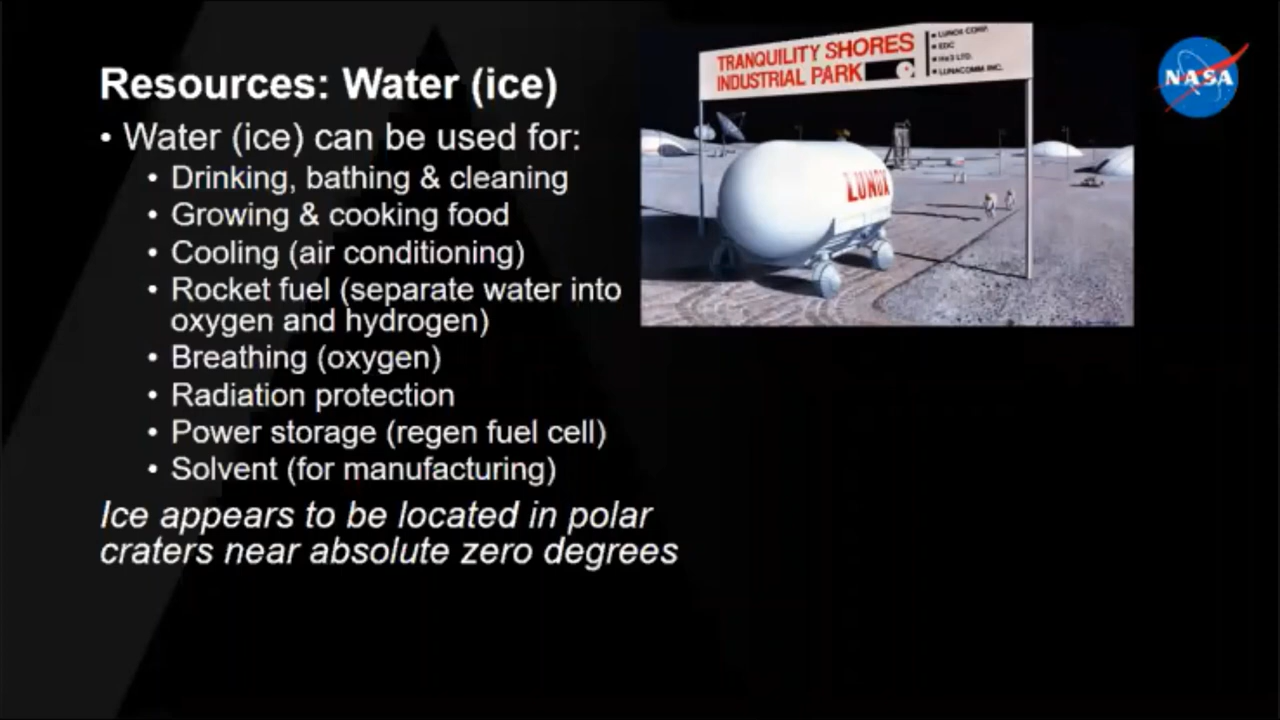 Resources: Water (ice)
• Water (ice) can be used for:
• Drinking, bathing & cleaning
• Growing & cooking food
• Cooling (air conditioning)
• Rocket fuel (separate water into
oxygen and hydrogen)
• Breathing (oxygen)
• Radiation protection
• Power storage (regen fuel cell)
• Solvent (for manufacturing)
Ice appears to be located in polar
craters near absolute zero degrees
TRANQUILITY SHORES
INDUSTRIAL PARK
• LUNOX CORP.
• EDC
• He3 LTD.
• LUNACOMM INC.
LUNOX
NASA